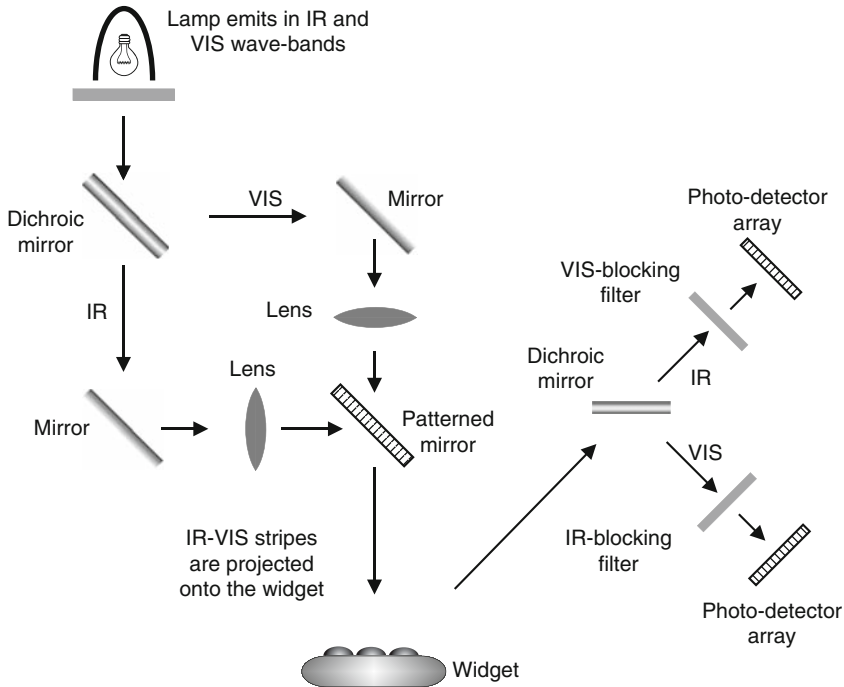 Lamp emits in IR and
VIS wave-bands
Dichroic
mirror
VIS
Mirror
IR
Lens
Lens
Mirror
Patterned
mirror
IR-VIS stripes
are projected
onto the widget
Widget
Dichroic
mirror
IR
VIS-blocking
filter
Photo-detector
array
VIS
IR-blocking
filter
Photo-detector
array